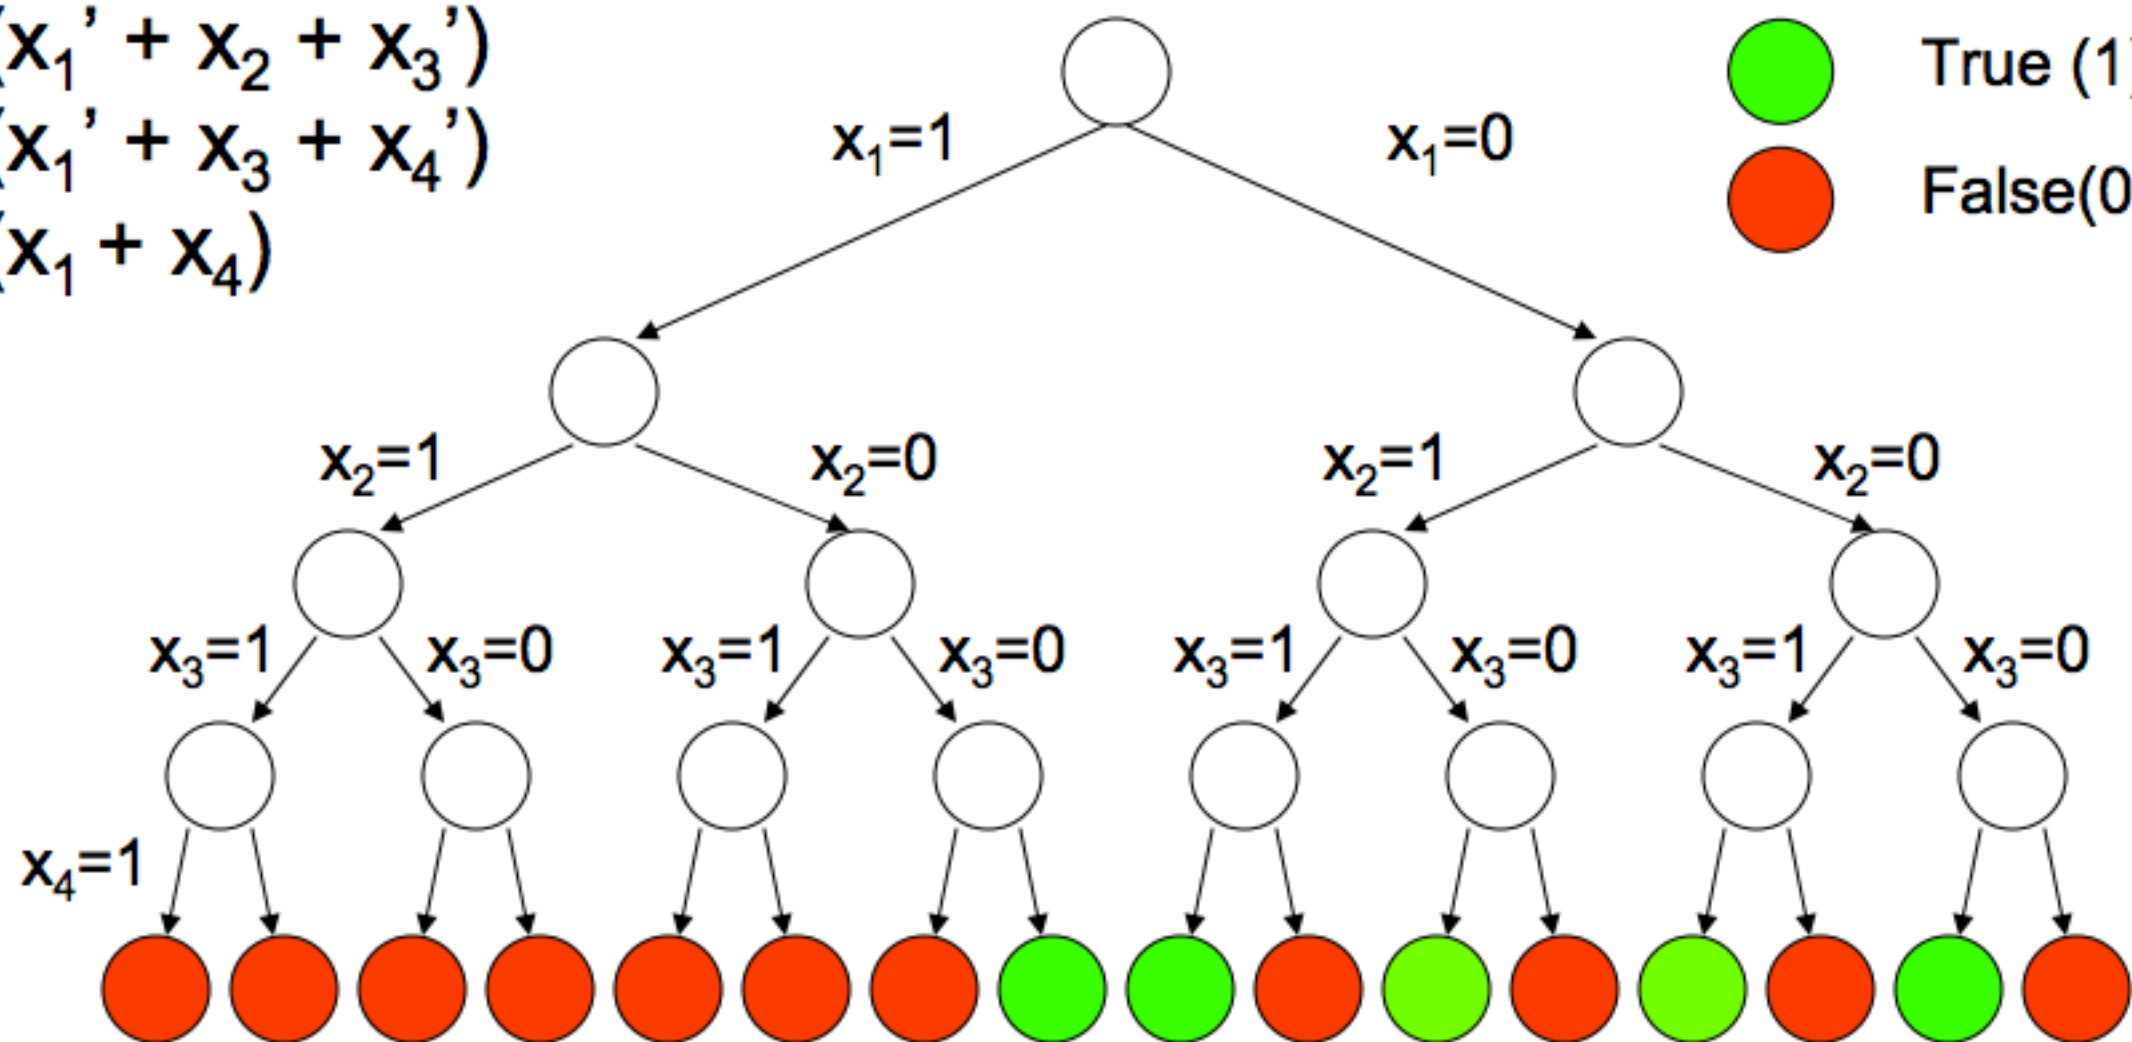 (x₁’ + x₂ + x₃’)
(x₁’ + x₃ + x₄’)
(x₁ + x₄)
True (1)
False(0
x₁=1
x₁=0
x₂=1 x₂=0 x₂=1 x₂=0
x₃=1 x₃=0 x₃=1 x₃=0 x₃=1 x₃=0 x₃=1 x₃=0
x₄=1